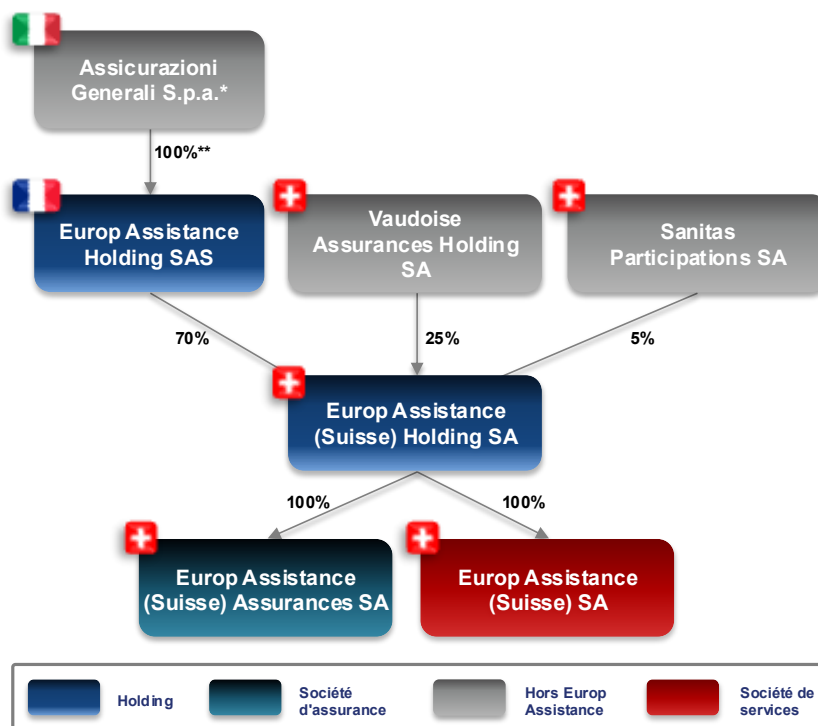 Assicurazioni
Generali S.p.a.*
100%**
Europ Assistance
Holding SAS
Vaudoise
Assurances Holding
SA
Sanitas
Participations SA
70%
25%
5%
Europ Assistance
(Suisse) Holding SA
100%
100%
Europ Assistance
(Suisse) Assurances SA
Europ Assistance
(Suisse) SA
Holding
Société
d'assurance
Hors Europ
Assistance
Société de
services